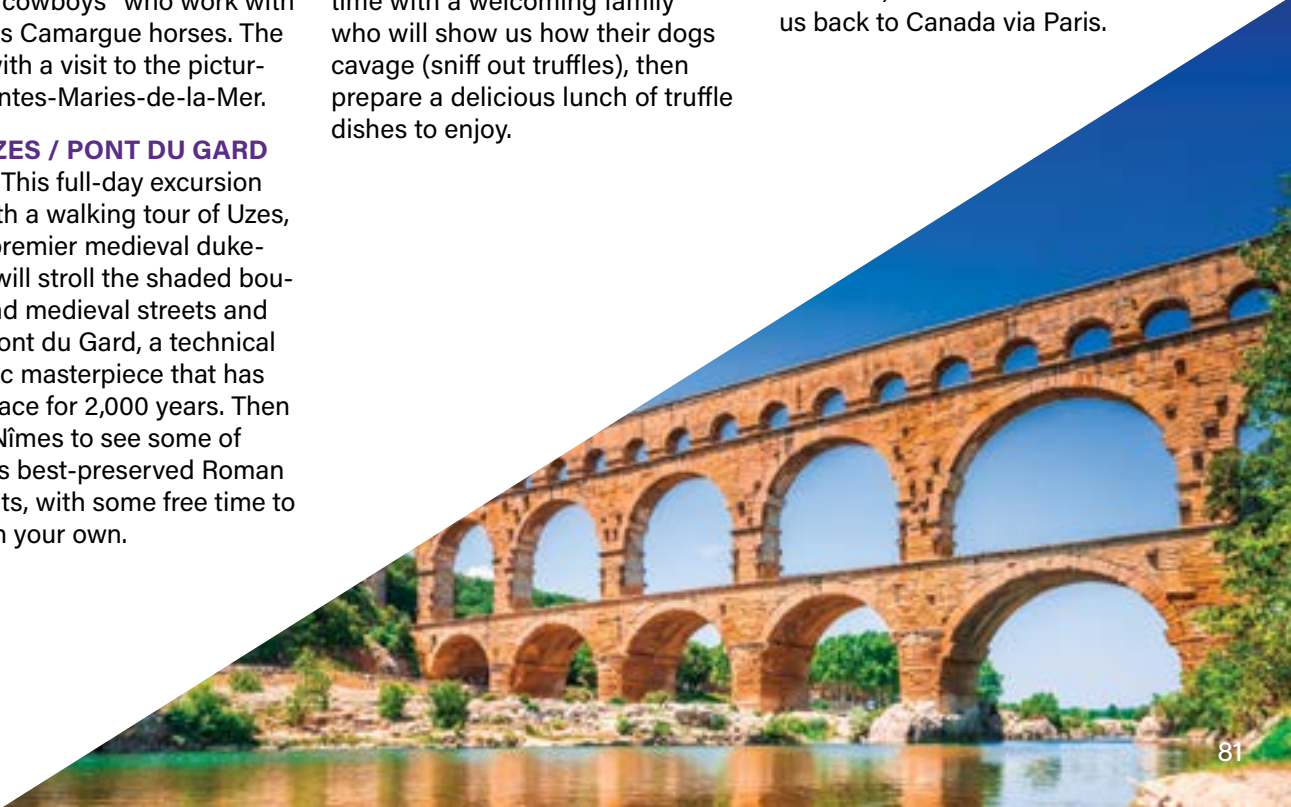 cowboys" who work with
s Camargue horses. The
with a visit to the pictur-
ntes-Maries-de-la-Mer.
ZES / PONT DU GARD
This full-day excursion
th a walking tour of Uzes,
premier medieval duke-
will stroll the shaded bou-
nd medieval streets and
ont du Gard, a technical
c masterpiece that has
ace for 2,000 years. Then
Nîmes to see some of
s best-preserved Roman
ts, with some free time to
n your own.
time with a welcoming family
who will show us how their dogs
cavage (sniff out truffles), then
prepare a delicious lunch of truffle
dishes to enjoy.
us back to Canada via Paris.
81